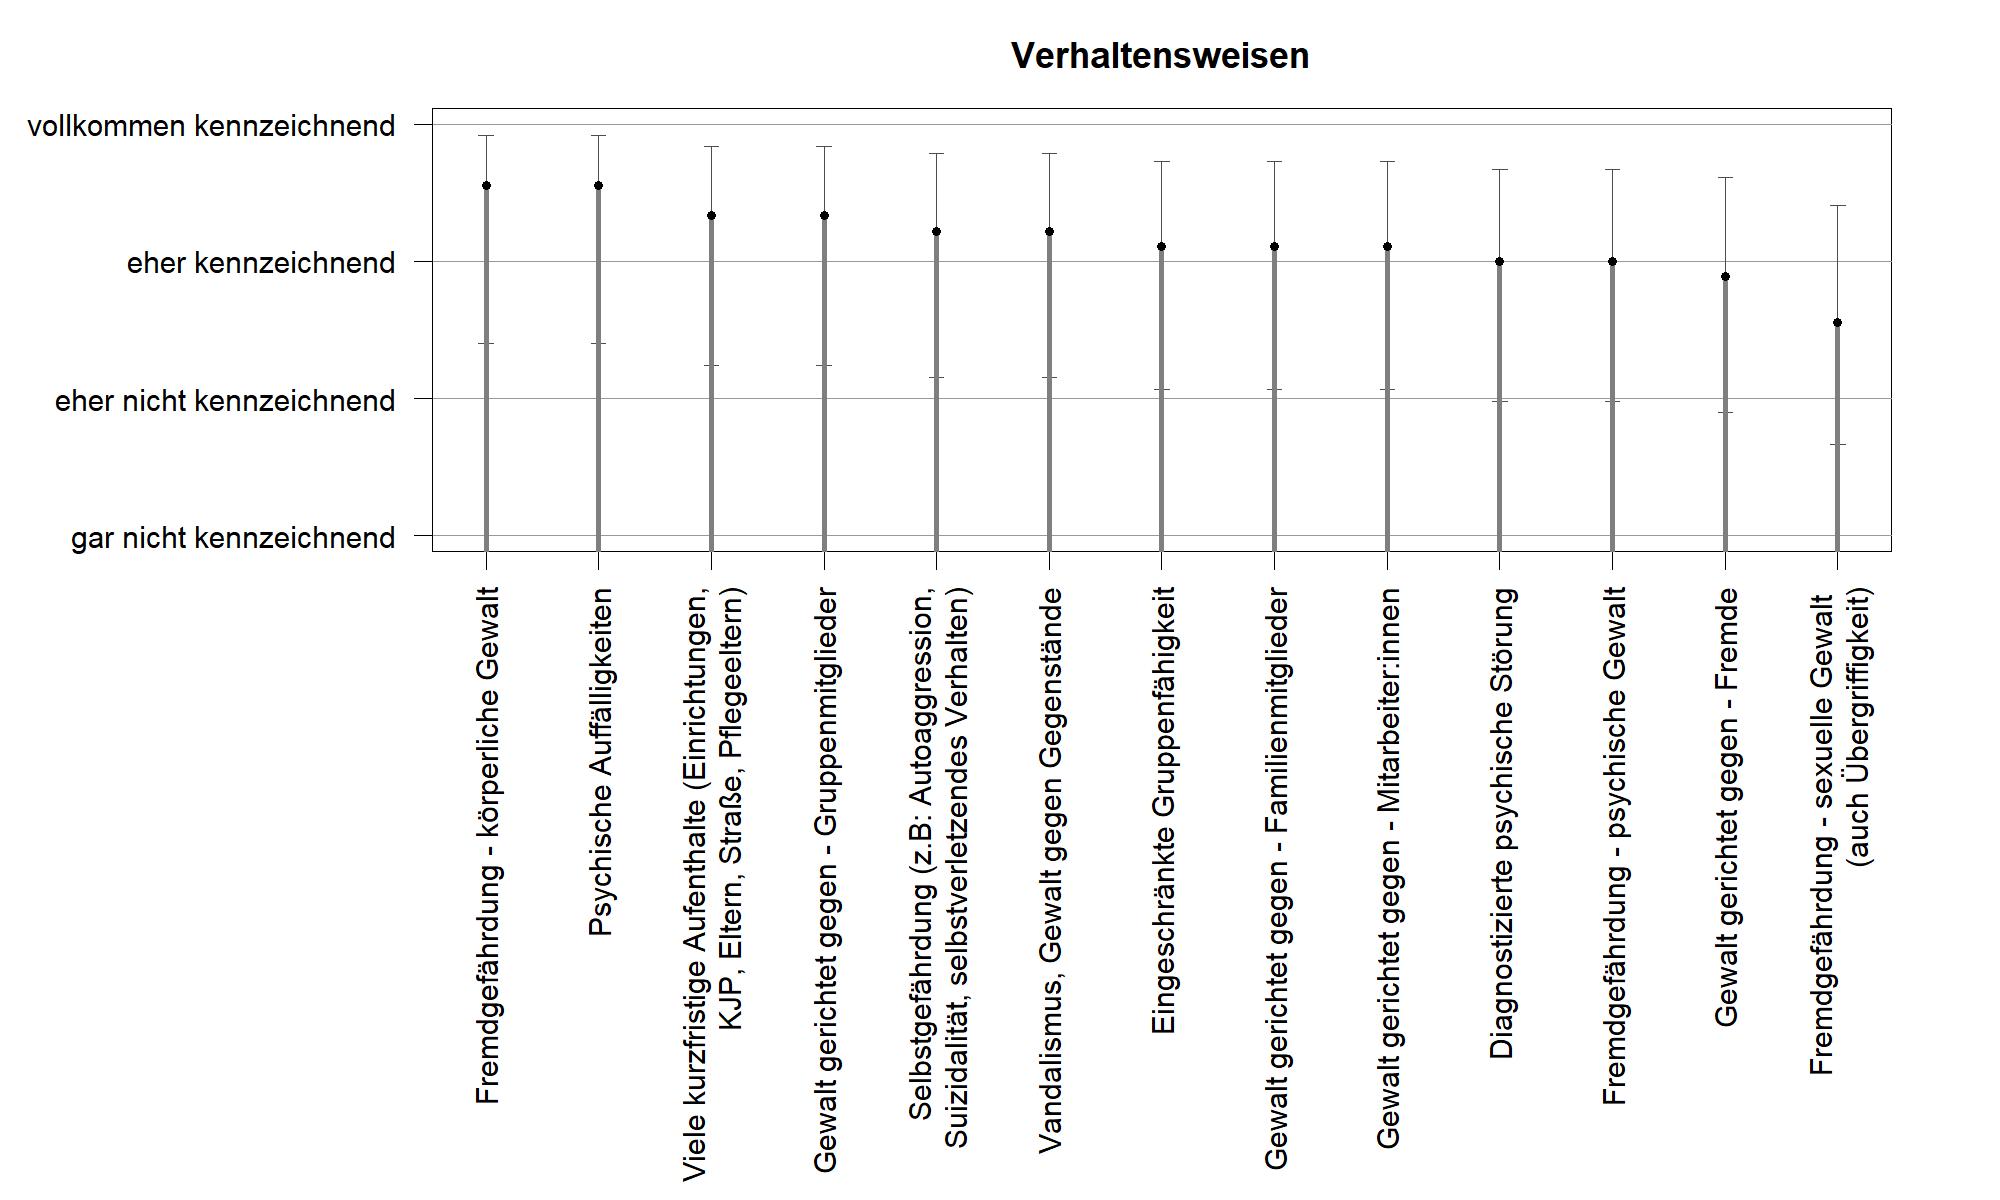 Verhaltensweisen
vollkommen kennzeichnend
eher kennzeichnend
eher nicht kennzeichnend
gar nicht kennzeichnend
Fremdgefährdung - körperliche Gewalt
Psychische Auffälligkeiten
Viele kurzfristige Aufenthalte (Einrichtungen,
KJP, Eltern, Straße, Pflegeeltern)
Gewalt gerichtet gegen - Gruppenmitglieder
Selbstgefährdung (z.B: Autoaggression,
Suizidalität, selbstverletzendes Verhalten)
Vandalismus, Gewalt gegen Gegenstände
Eingeschränkte Gruppenfähigkeit
Gewalt gerichtet gegen - Familienmitglieder
Gewalt gerichtet gegen - Mitarbeiter:innen
Diagnostizierte psychische Störung
Fremdgefährdung - psychische Gewalt
Gewalt gerichtet gegen - Fremde
Fremdgefährdung - sexuelle Gewalt
(auch Übergriffigkeit)